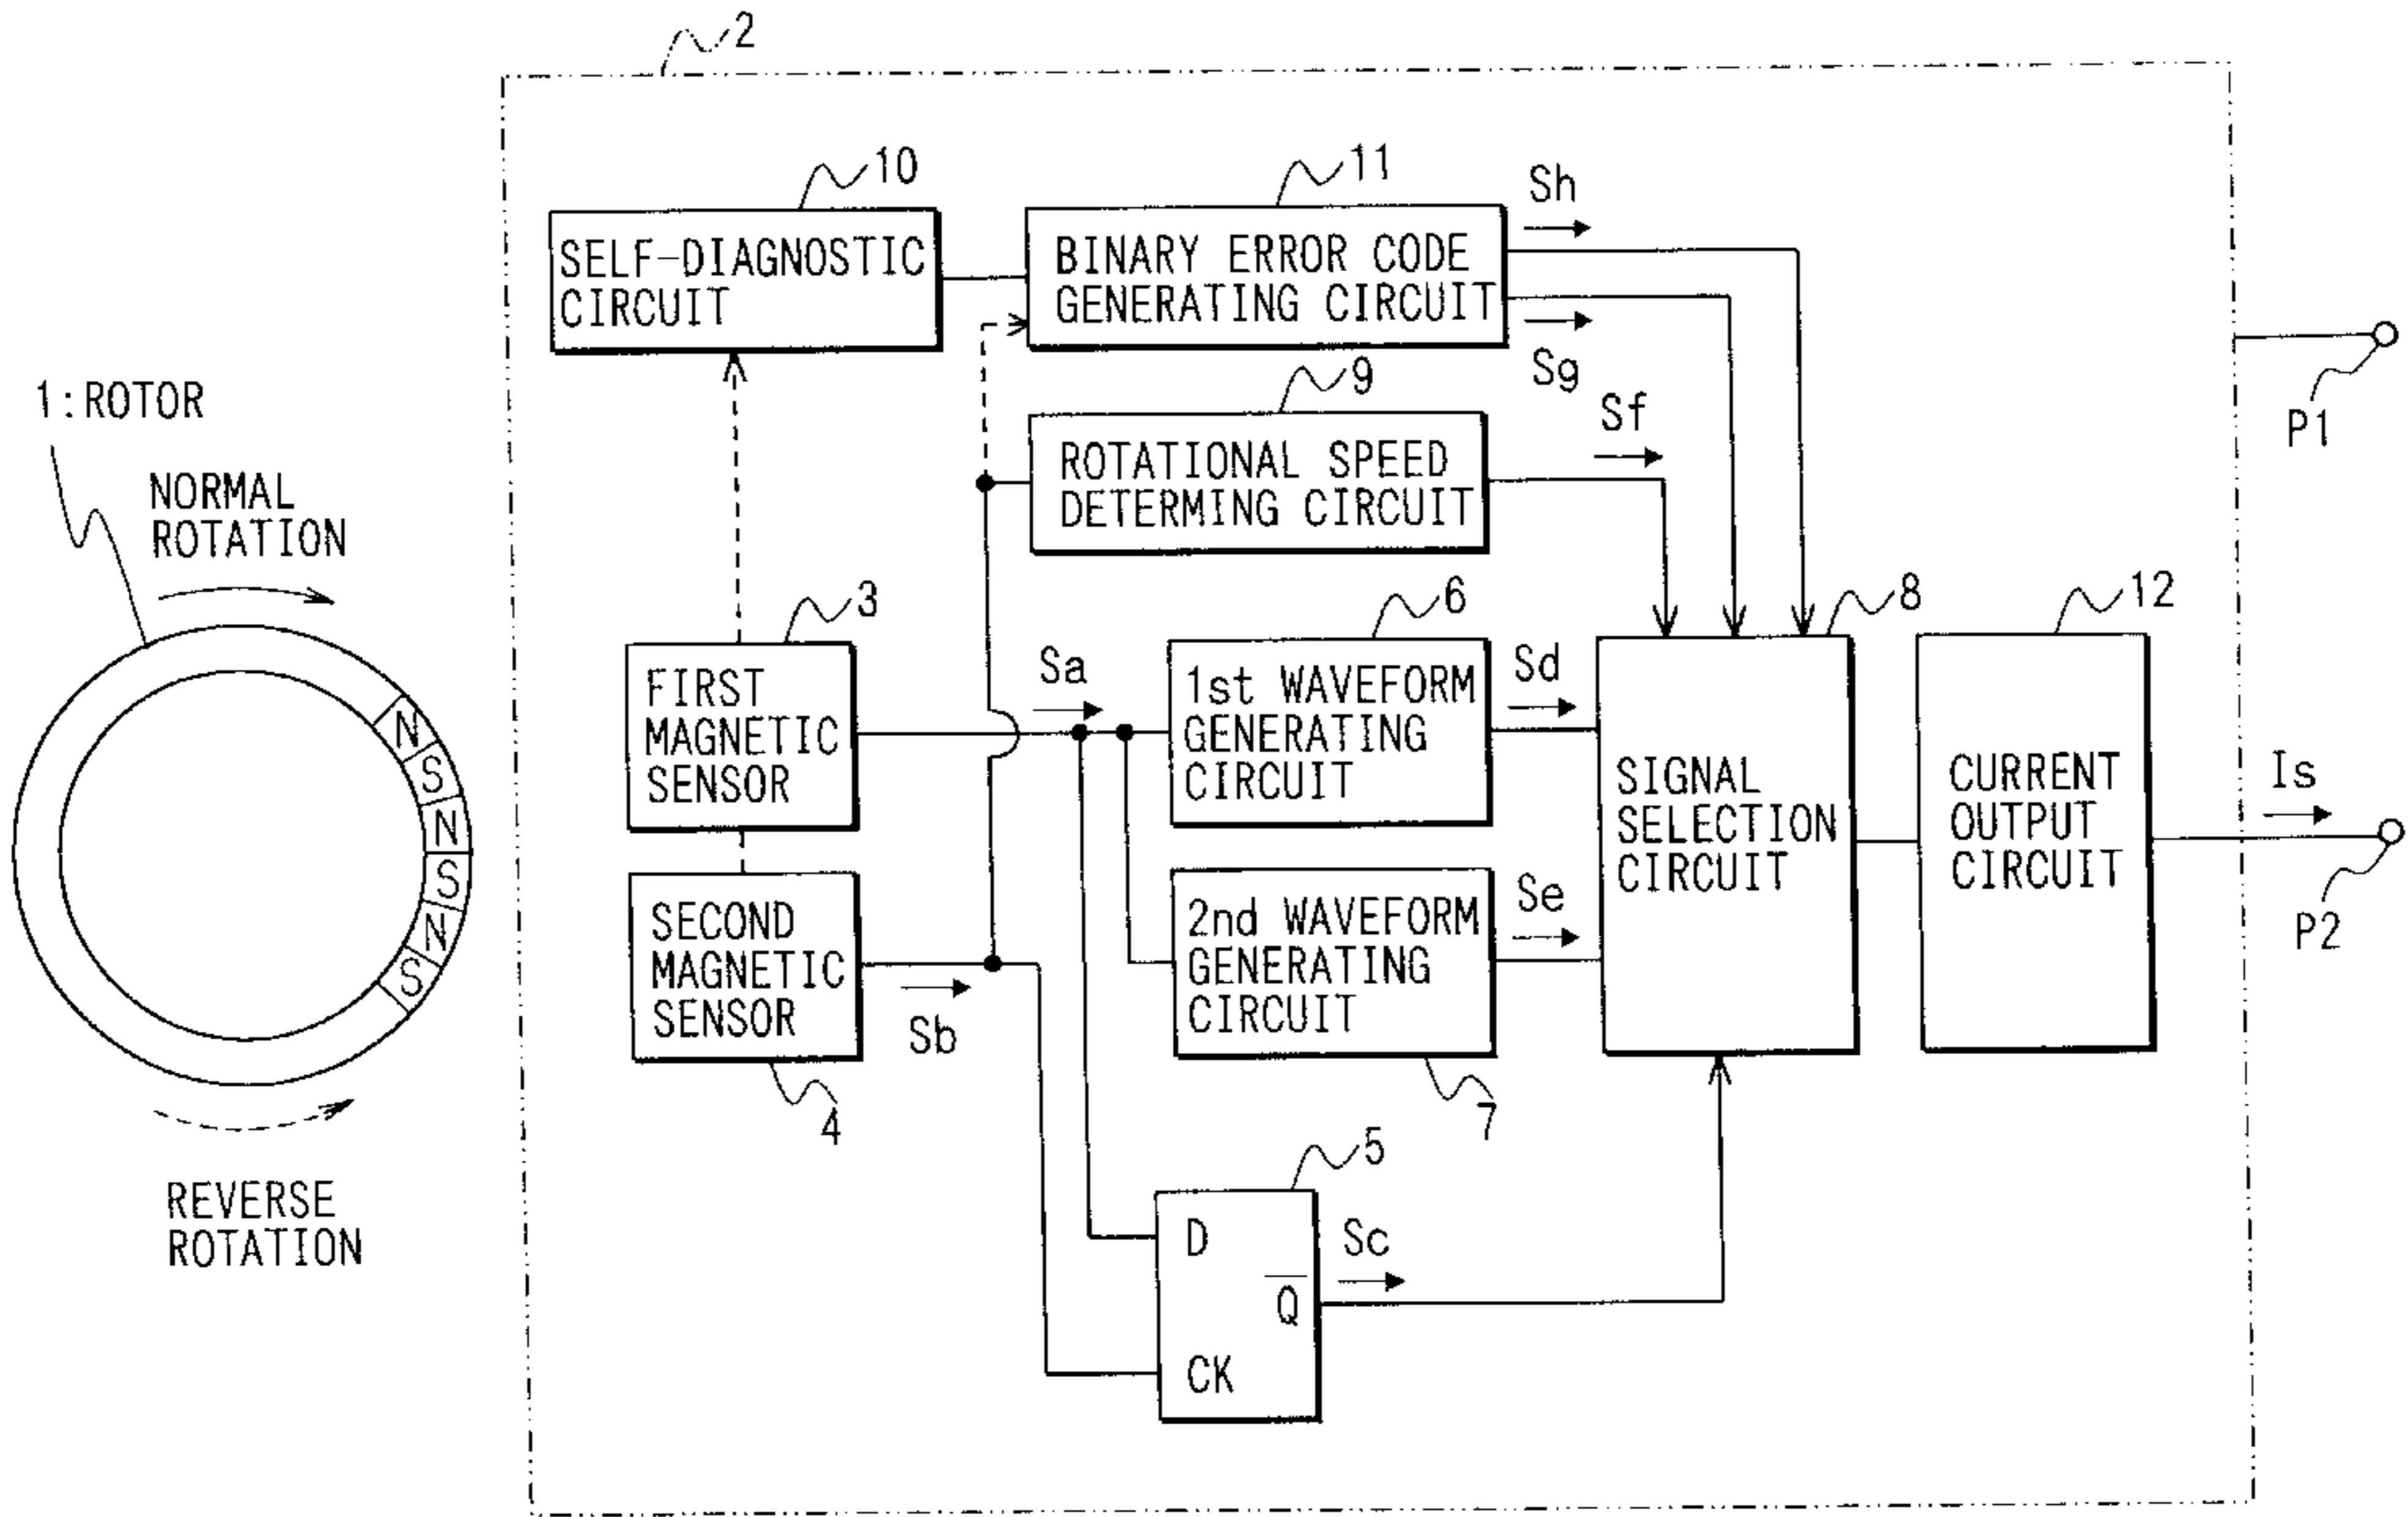 2
10
11
Sh
SELF-DIAGNOSTIC
CIRCUIT
BINARY ERROR CODE
GENERATING CIRCUIT
Sg
P1
9
Sf
ROTATIONAL SPEED
DETERMING CIRCUIT
1:ROTOR
NORMAL
ROTATION
N
S
N
S
N
S
REVERSE
ROTATION
3
FIRST
MAGNETIC
SENSOR
Sa
6
1st WAVEFORM
GENERATING
CIRCUIT
Sd
8
SIGNAL
SELECTION
CIRCUIT
12
CURRENT
OUTPUT
CIRCUIT
Is
P2
SECOND
MAGNETIC
SENSOR
Sb
4
2nd WAVEFORM
GENERATING
CIRCUIT
Se
7
5
D
Q
CK
Sc